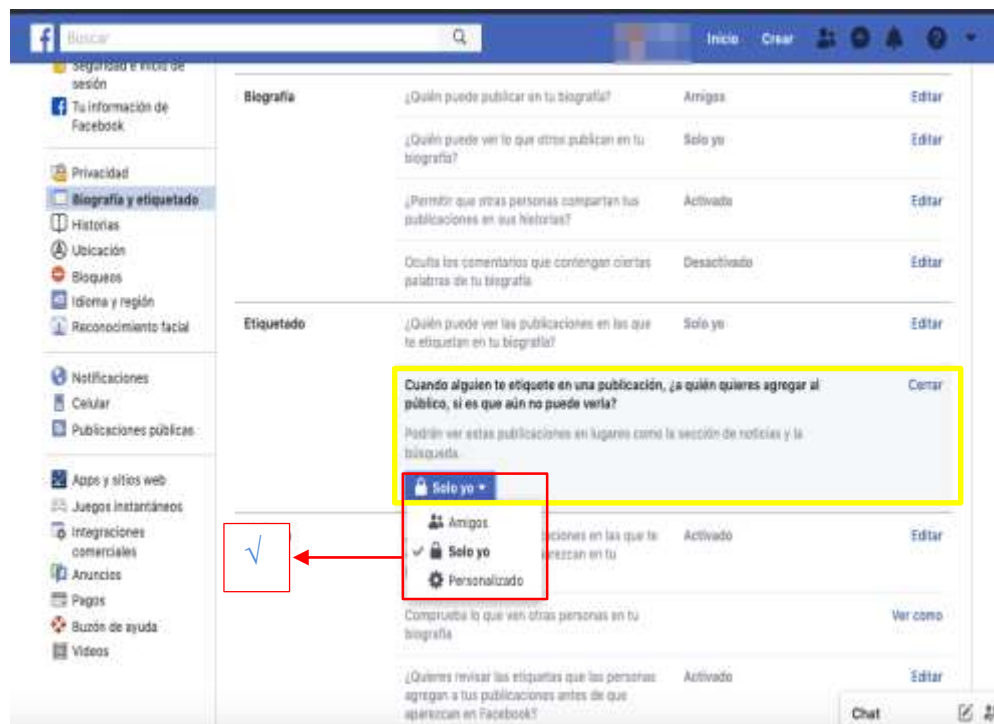 Buscar
Inicio Crear
Seguridad e inicio de
sesión
Tu información de
Facebook
Privacidad
Biografía y etiquetado
Historias
Ubicación
Bloqueos
Idioma y región
Reconocimiento facial
Notificaciones
Celular
Publicaciones públicas
Apps y sitios web
Juegos instantáneos
Integraciones
comerciales
Anuncios
Pagos
Buzón de ayuda
Videos
Biografía ¿Quién puede publicar en tu biografía? Amigos Editar
¿Quién puede ver lo que otros publican en tu Solo yo Editar
biografía?
¿Permitir que otras personas compartan tus Activado Editar
publicaciones en sus historias?
Oculta los comentarios que contengan ciertas Desactivado Editar
palabras de tu biografía
Etiquetado ¿Quién puede ver las publicaciones en las que Solo yo Editar
te etiquetan en tu biografía?
Cuando alguien te etiquete en una publicación, ¿a quién quieres agregar al Cerrar
público, si es que aún no puede verla?
Podrán ver estas publicaciones en lugares como la sección de noticias y la
búsqueda.
Solo yo
Amigos
Solo yo
Personalizado
√
ciones en las que te Activado Editar
arezcan en tu
Comprueba lo que ven otras personas en tu Ver como
biografía
¿Quieres revisar las etiquetas que las personas Activado Editar
agregan a tus publicaciones antes de que
aparezcan en Facebook?
Chat